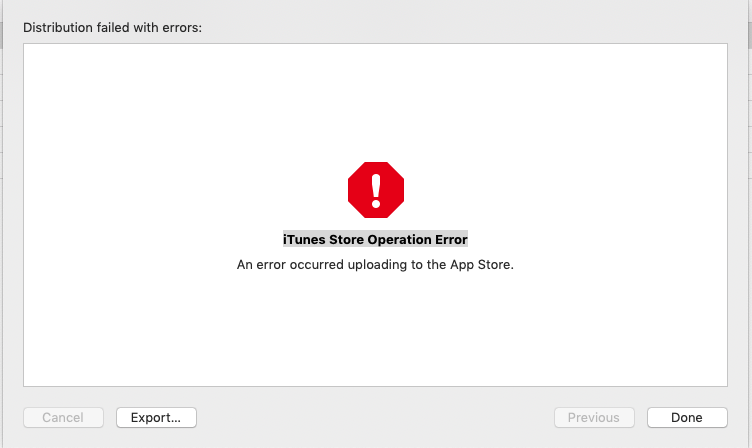 Distribution failed with errors:
iTunes Store Operation Error
An error occurred uploading to the App Store.
Cancel
Export...
Previous
Done